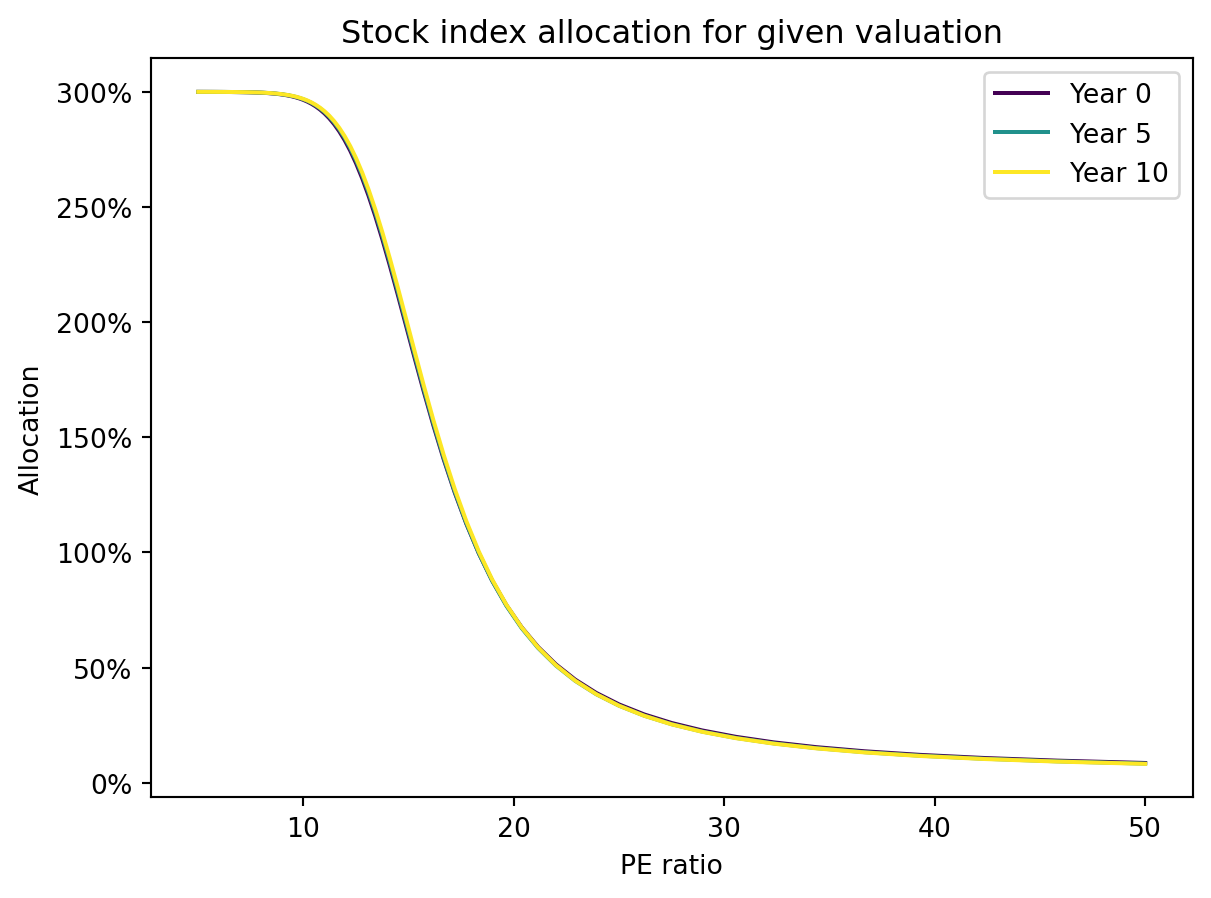 Stock index allocation for given valuation
Year 0
Year 5
Year 10
300%
250%
200%
150%
100%
50%
0%
Allocation
10
20
30
40
50
PE ratio